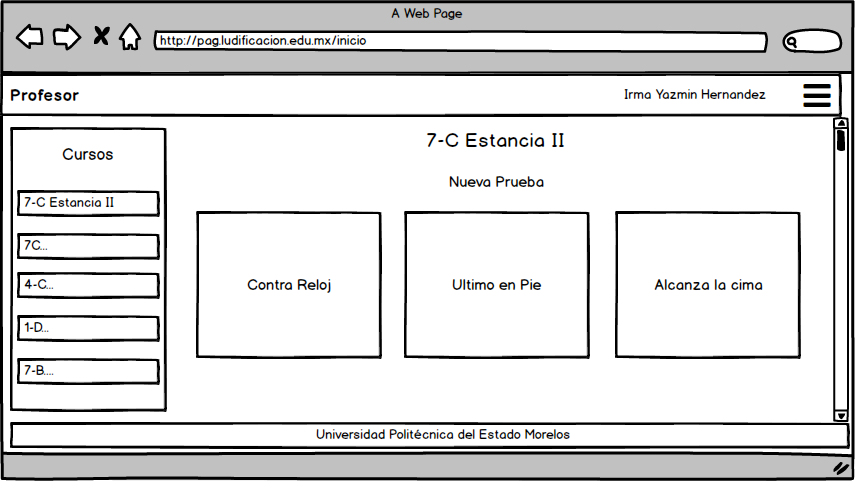 A Web Page
http://pag.ludificacion.edu.mx/inicio
Profesor
Irma Yazmin Hernandez
Cursos
7-C Estancia II
7C...
4-C...
1-D...
7-B....
7-C Estancia II
Nueva Prueba
Contra Reloj
Ultimo en Pie
Alcanza la cima
Universidad Politécnica del Estado Morelos